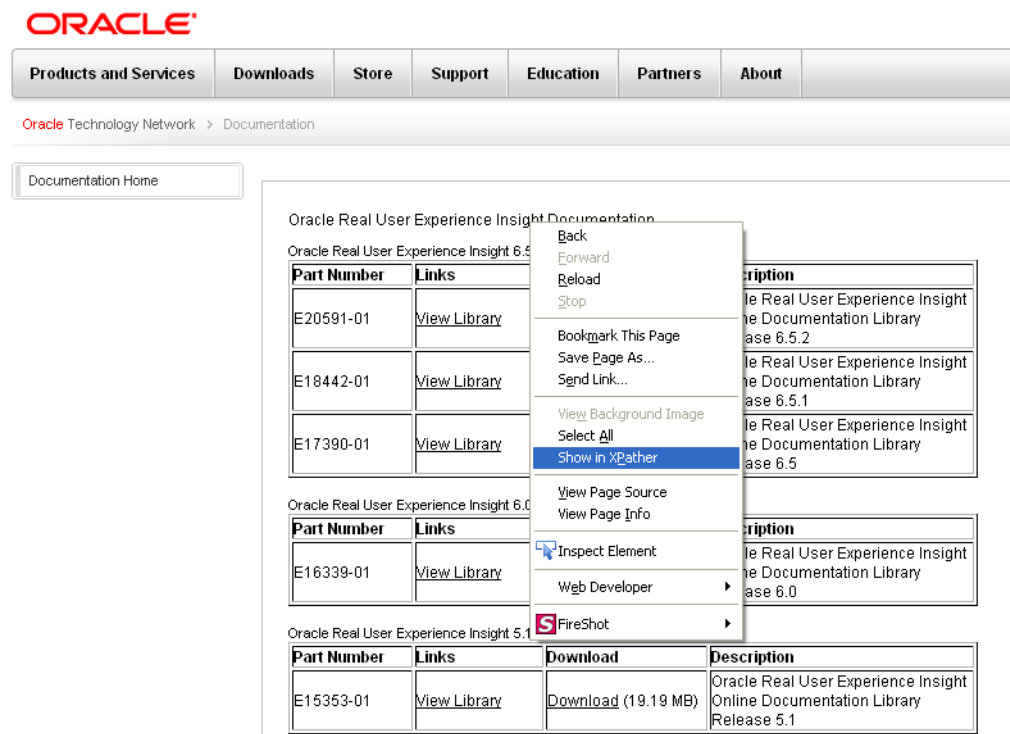 ORACLE
Products and Services Downloads Store Support Education Partners About
Oracle Technology Network > Documentation
Documentation Home
Oracle Real User Experience Insight Documentation
Oracle Real User Experience Insight 6.5
Part Number Links
E20591-01 View Library
le Real User Experience Insight
ne Documentation Library
ase 6.5.2
E18442-01 View Library
le Real User Experience Insight
ne Documentation Library
ase 6.5.1
E17390-01 View Library
le Real User Experience Insight
ne Documentation Library
ase 6.5
Oracle Real User Experience Insight 6.0
Part Number Links cription
E16339-01 View Library
le Real User Experience Insight
ne Documentation Library
ase 6.0
Oracle Real User Experience Insight 5.1
Part Number Links Download Description
E15353-01 View Library Download (19.19 MB)
Oracle Real User Experience Insight
Online Documentation Library
Release 5.1
Back
Forward
Reload
Stop
Bookmark This Page
Save Page As...
Send Link...
View Background Image
Select All
Show in XPather
View Page Source
View Page Info
Inspect Element
Web Developer
FireShot